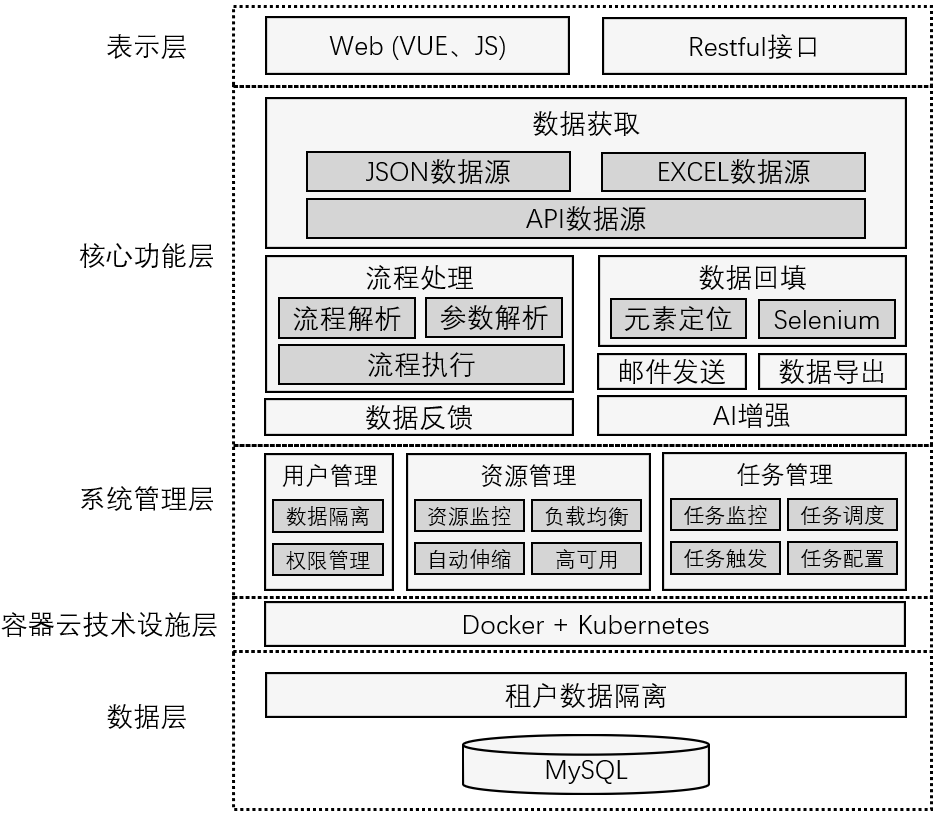 表示层
Web (VUE、JS)
Restful接口
核心功能层
数据获取
JSON数据源
EXCEL数据源
API数据源
流程处理
流程解析
参数解析
流程执行
数据反馈
数据回填
元素定位
Selenium
邮件发送
数据导出
AI增强
系统管理层
用户管理
数据隔离
权限管理
资源管理
资源监控
负载均衡
自动伸缩
高可用
任务管理
任务监控
任务调度
任务触发
任务配置
容器云技术设施层
Docker + Kubernetes
数据层
租户数据隔离
MySQL